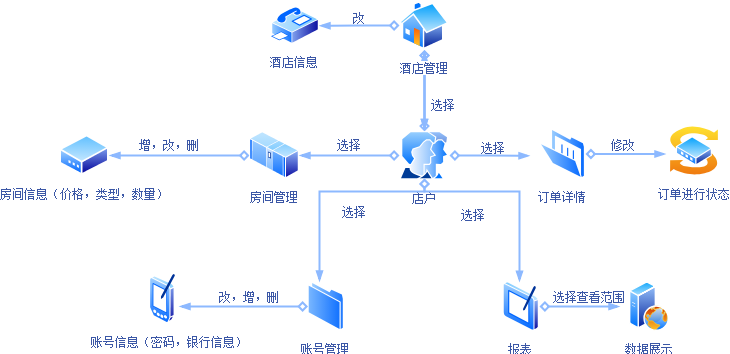 改
酒店信息
酒店管理
选择
增，改，删
选择
选择
修改
房间信息（价格，类型，数量）
房间管理
店户
订单详情
订单进行状态
选择
选择
改，增，删
选择查看范围
账号信息（密码，银行信息）
账号管理
报表
数据展示